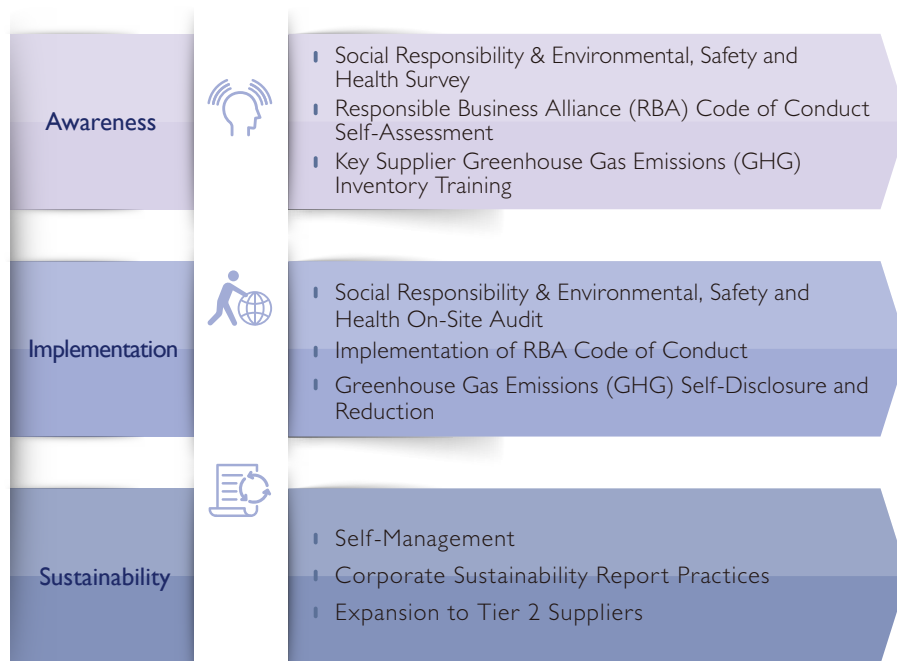 Awareness
Social Responsibility & Environmental, Safety and
Health Survey
Responsible Business Alliance (RBA) Code of Conduct
Self-Assessment
Key Supplier Greenhouse Gas Emissions (GHG)
Inventory Training
Implementation
Social Responsibility & Environmental, Safety and
Health On-Site Audit
Implementation of RBA Code of Conduct
Greenhouse Gas Emissions (GHG) Self-Disclosure and
Reduction
Sustainability
Self-Management
Corporate Sustainability Report Practices
Expansion to Tier 2 Suppliers